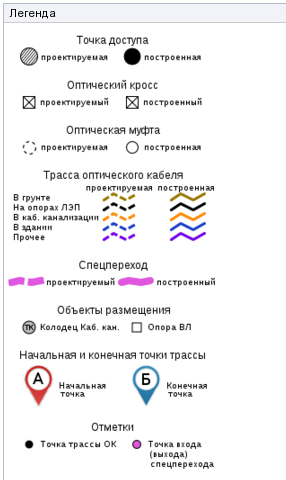 Легенда
Точка доступа
проектируемая построенная
Оптический кросс
проектируемый построенный
Оптическая муфта
проектируемая построенная
Трасса оптического кабеля
проектируемая построенная
В грунте
На опорах ЛЭП
В каб. канализации
В здании
Прочее
Спецпереход
проектируемый построенный
Объекты размещения
ТК Колодец Каб. кан. Опора ВЛ
Начальная и конечная точки трассы
А Начальная точка
Б Конечная точка
Отметки
Точка трассы ОК
Точка входа
(выхода)
спецперехода